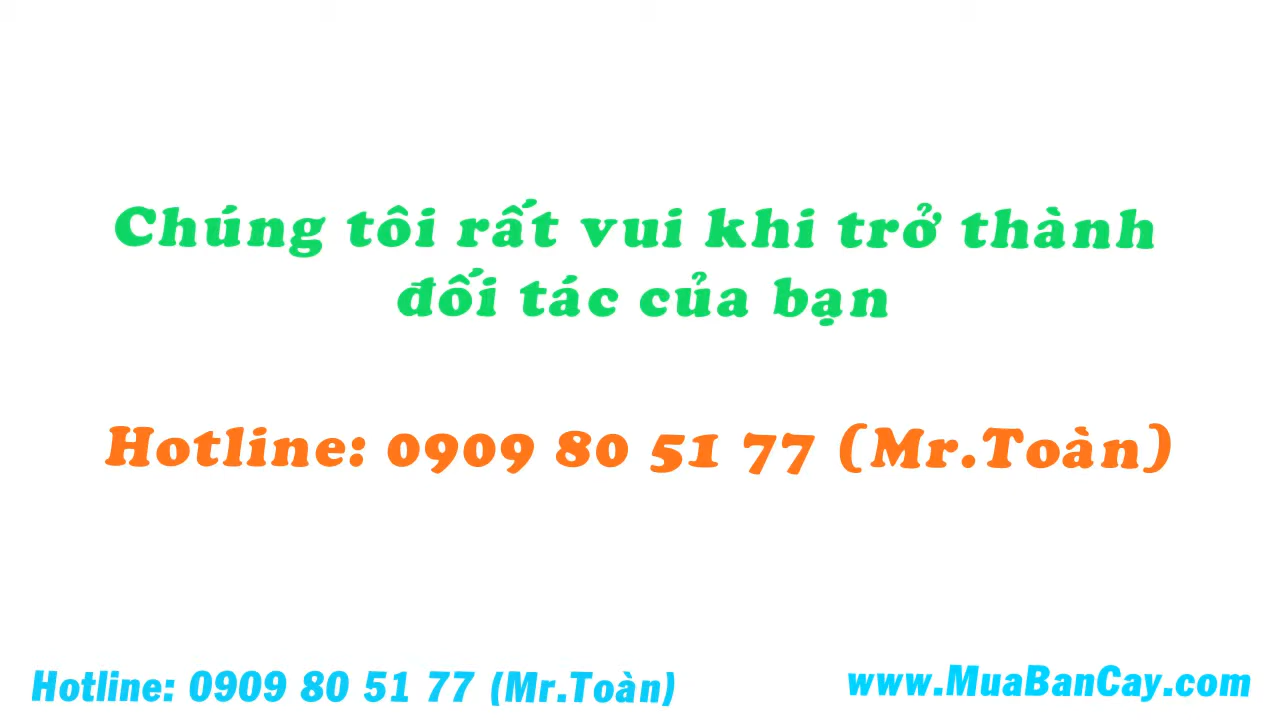 Chúng tôi rất vui khi trở thành
đối tác của bạn
Hotline: 0909 80 51 77 (Mr.Toàn)
Hotline: 0909 80 51 77 (Mr.Toàn)
www.MuaBanCay.com